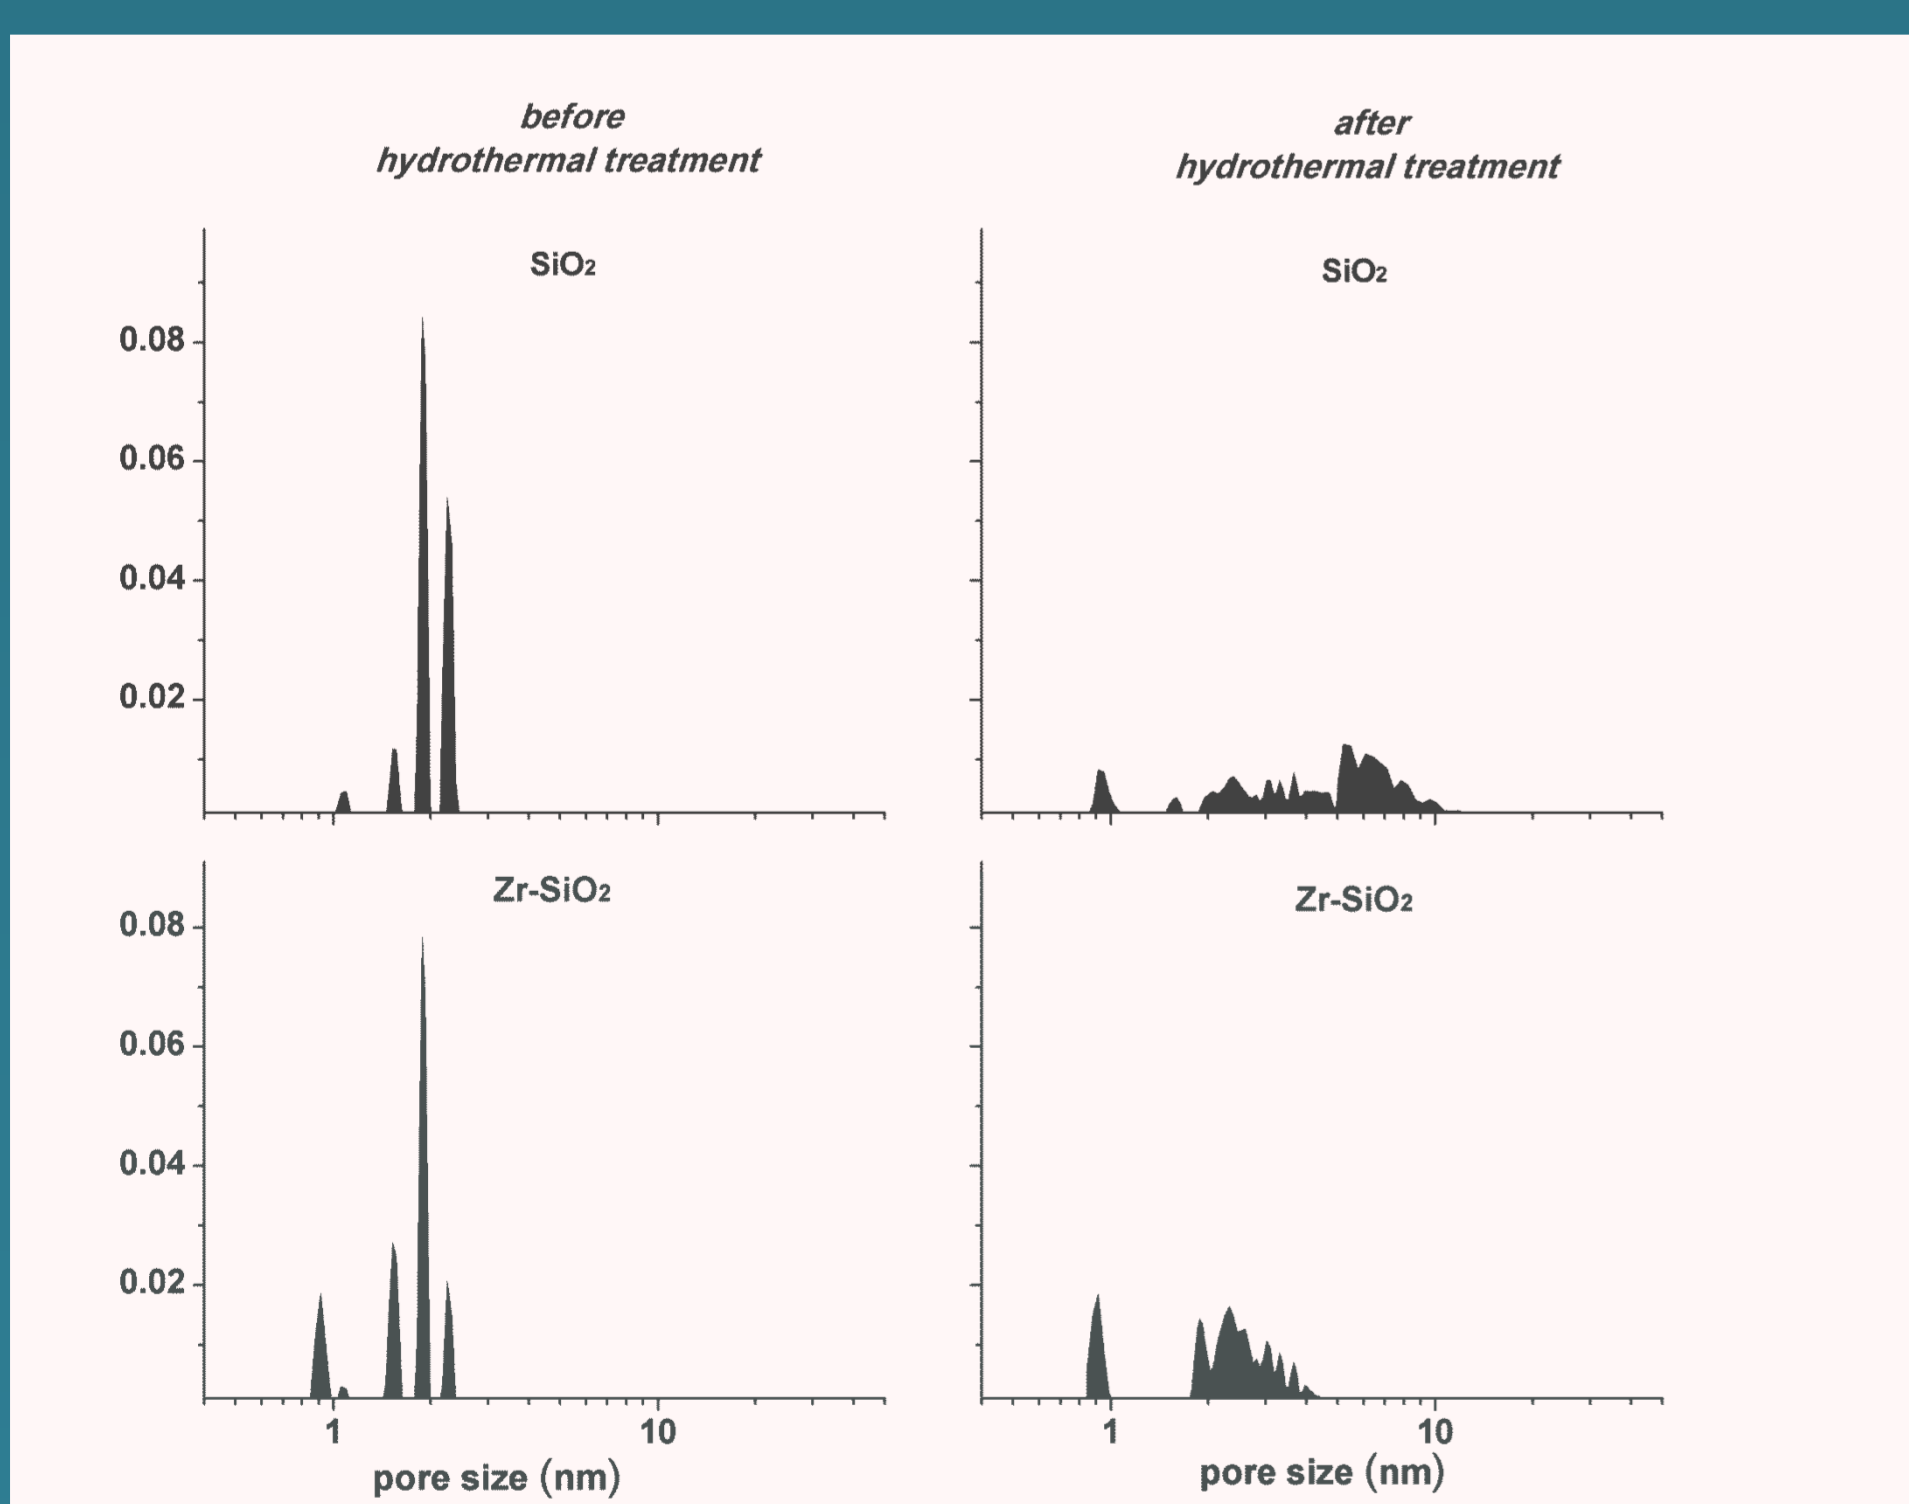 before
hydrothermal treatment
after
hydrothermal treatment
SiO₂
SiO₂
0.08
0.06
0.04
0.02
Zr-SiO₂
Zr-SiO₂
0.08
0.06
0.04
0.02
1
10
1
10
pore size (nm)
pore size (nm)